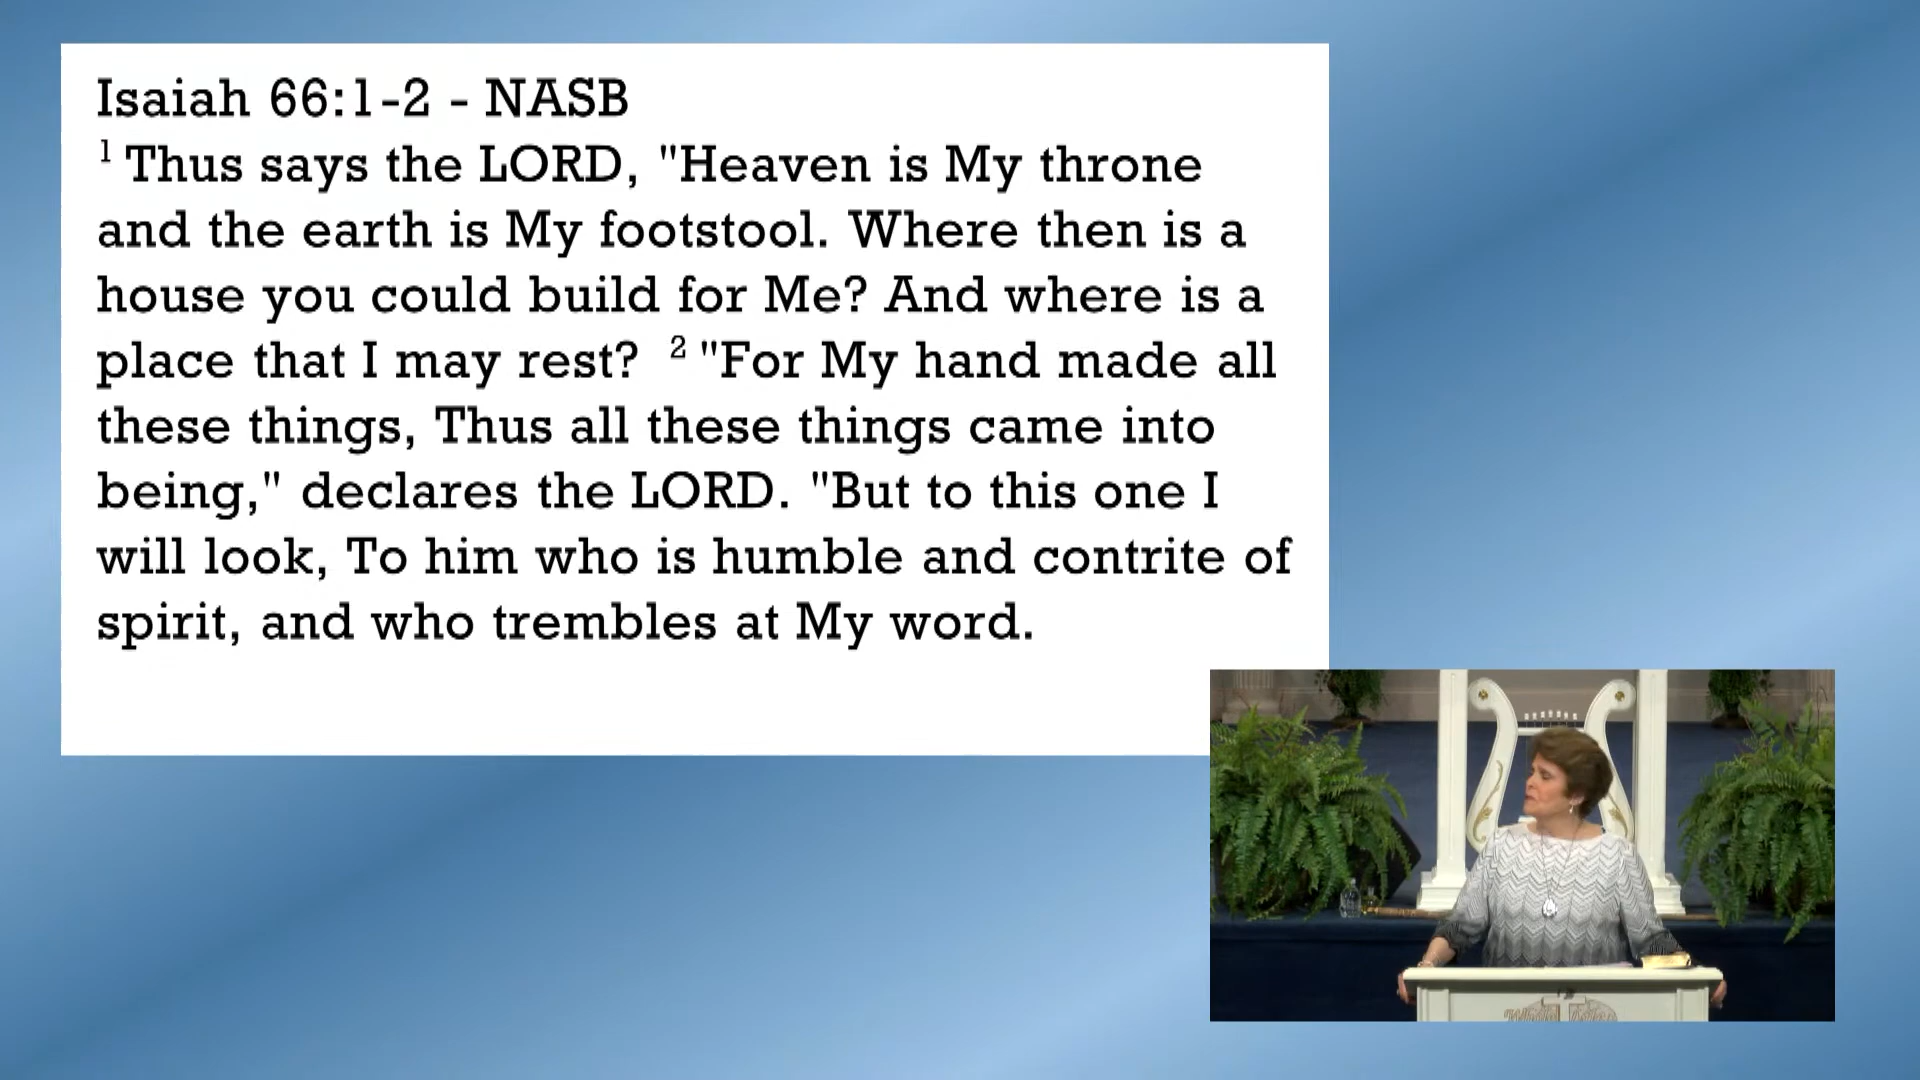 Isaiah 66:1-2 - NASB
1 Thus says the LORD, "Heaven is My throne
and the earth is My footstool. Where then is a
house you could build for Me? And where is a
place that I may rest? 2 "For My hand made all
these things, Thus all these things came into
being," declares the LORD. "But to this one I
will look, To him who is humble and contrite of
spirit, and who trembles at My word.